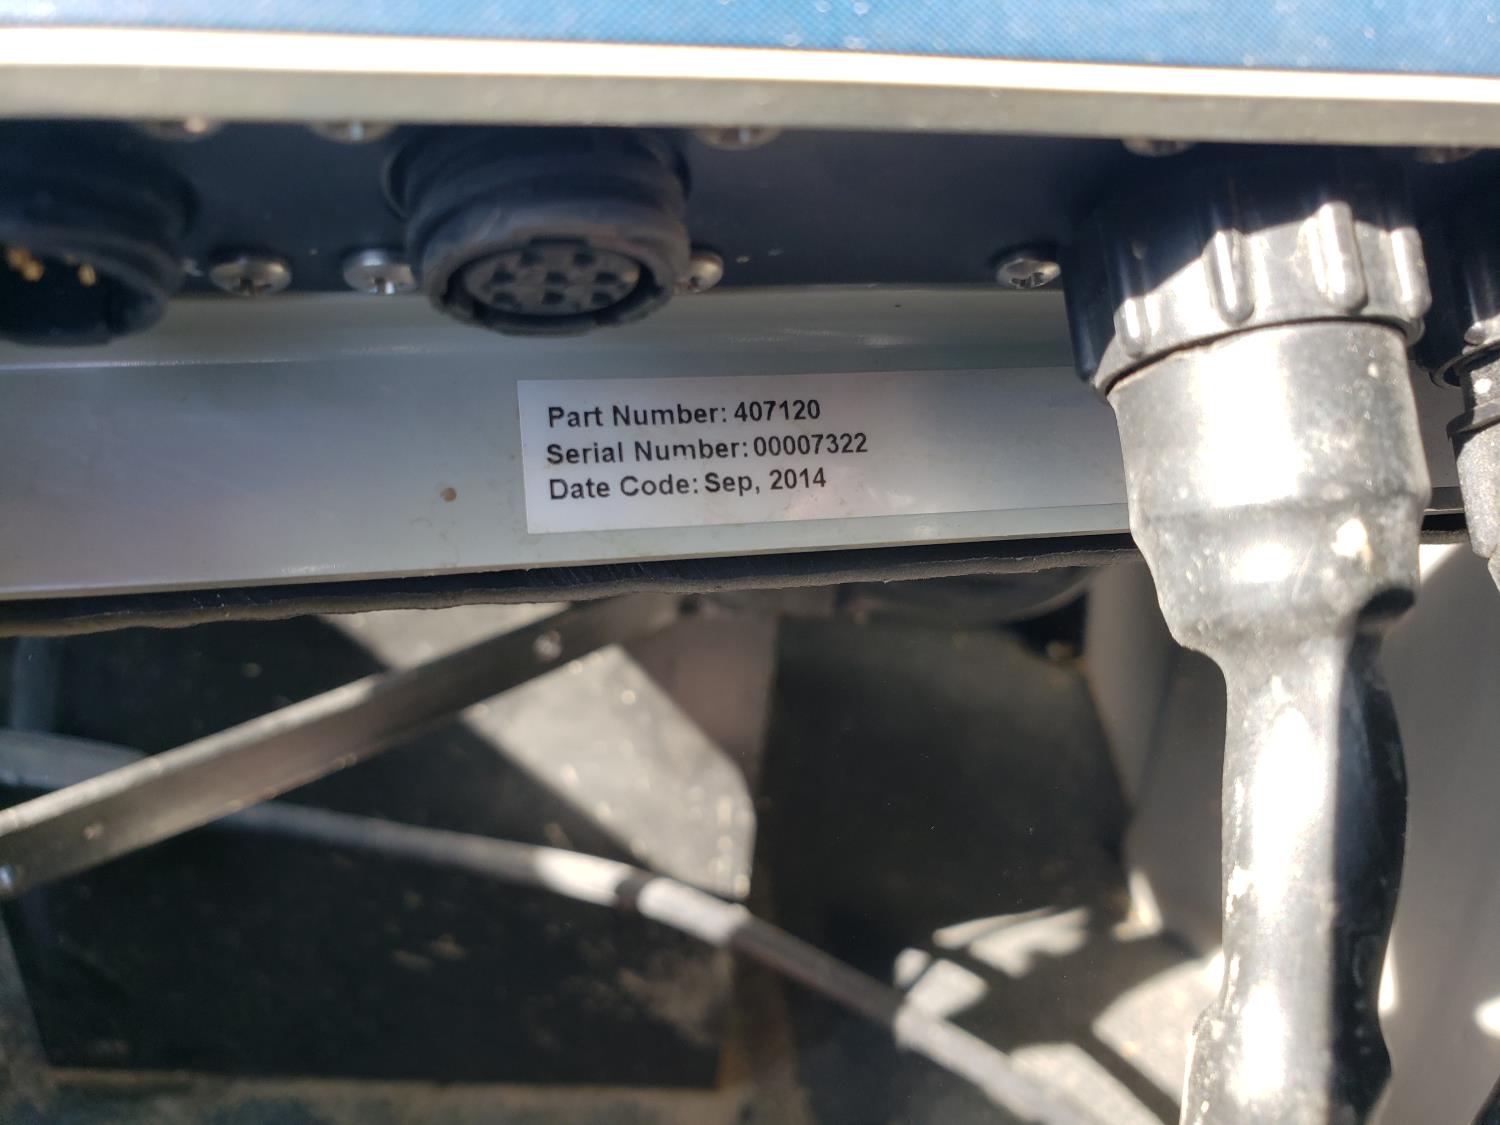 Part Number: 407120
Serial Number: 00007322
Date Code: Sep, 2014